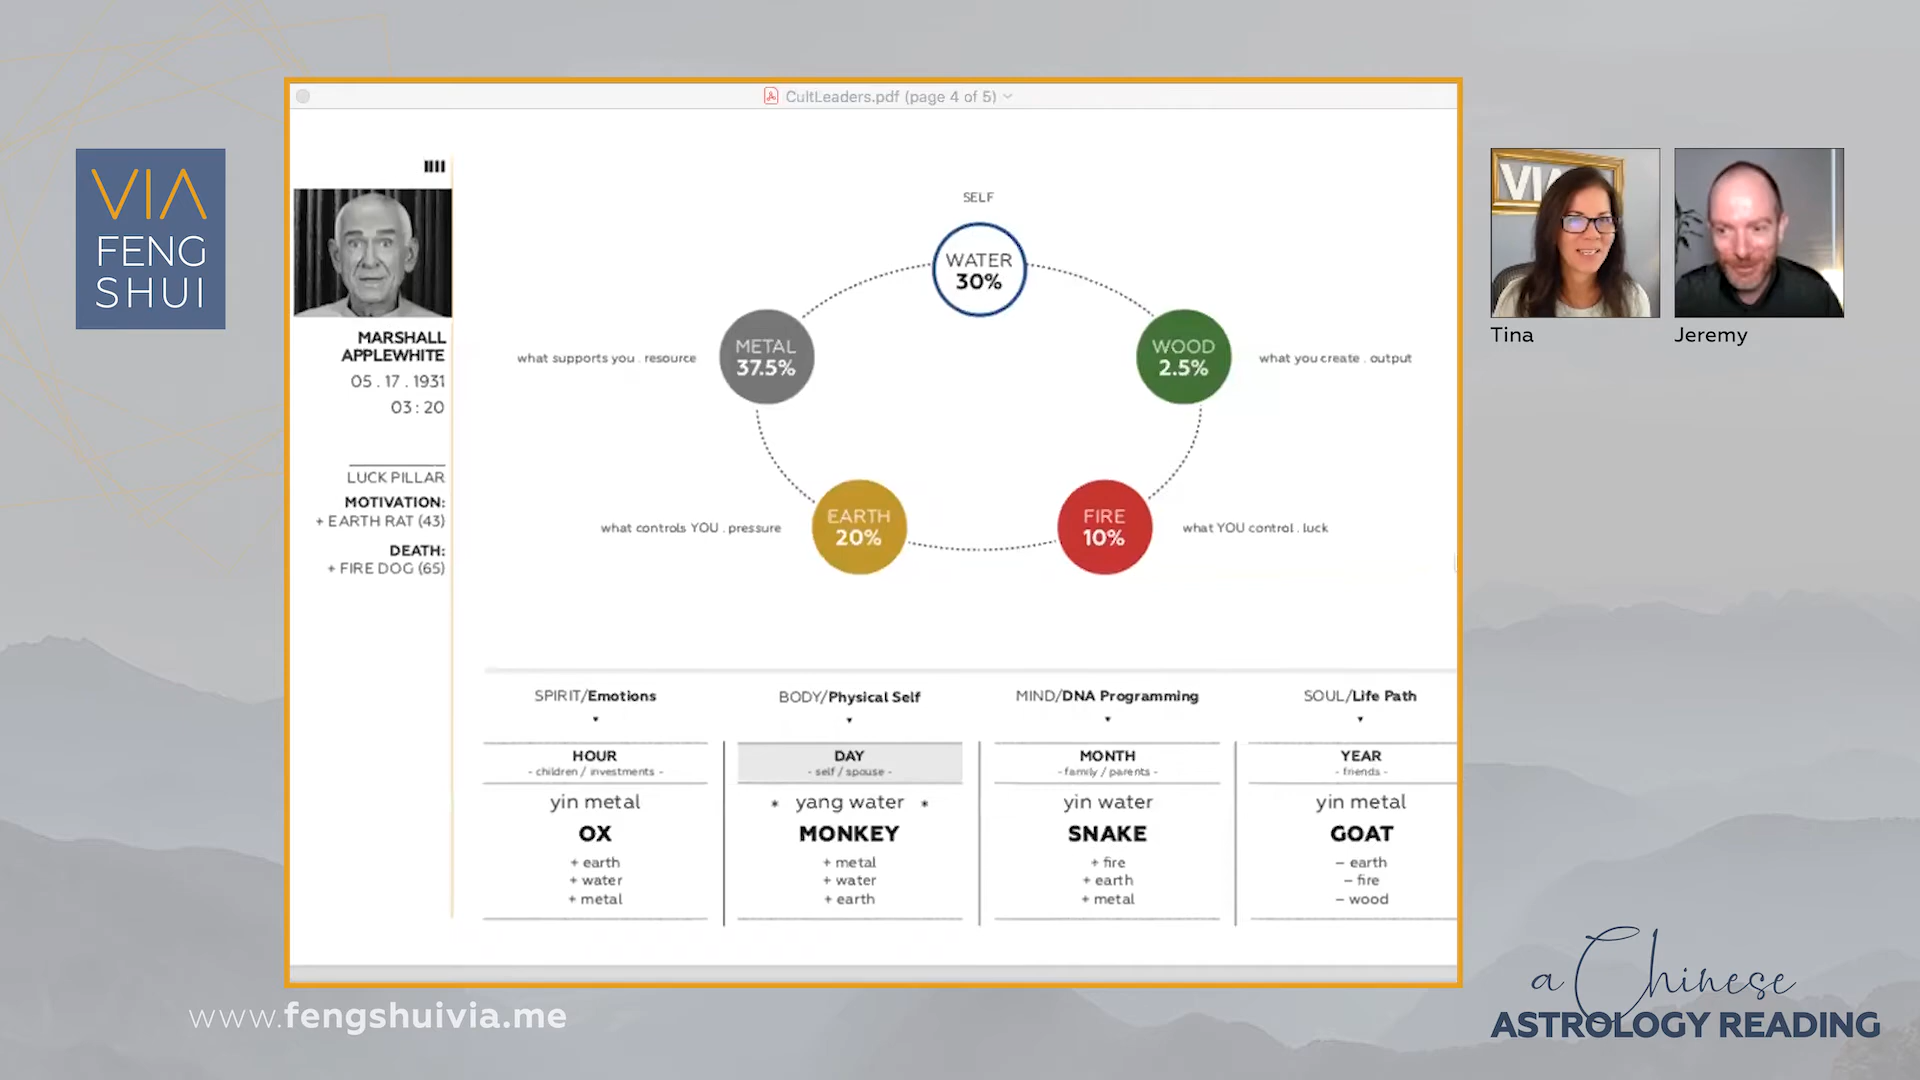 CultLeaders.pdf (page 4 of 5)
VIA
FENG
SHUI
MARSHALL
APPLEWHITE
05 . 17 . 1931
03 : 20
LUCK PILLAR
MOTIVATION:
+ EARTH RAT (43)
DEATH:
+ FIRE DOG (65)
SELF
WATER
30%
METAL
37.5%
what supports you . resource
WOOD
2.5%
what you create . output
EARTH
20%
what controls YOU . pressure
FIRE
10%
what YOU control . luck
SPIRIT/Emotions
HOUR
- children / investments -
yin metal
OX
+ earth
+ water
+ metal
BODY/Physical Self
DAY
- self / spouse -
* yang water *
MONKEY
+ metal
+ water
+ earth
MIND/DNA Programming
MONTH
- family / parents -
yin water
SNAKE
+ fire
+ earth
+ metal
SOUL/Life Path
YEAR
- friends -
yin metal
GOAT
– earth
– fire
– wood
VIA
Tina
Jeremy
www.fengshuivia.me
a Chinese
ASTROLOGY READING